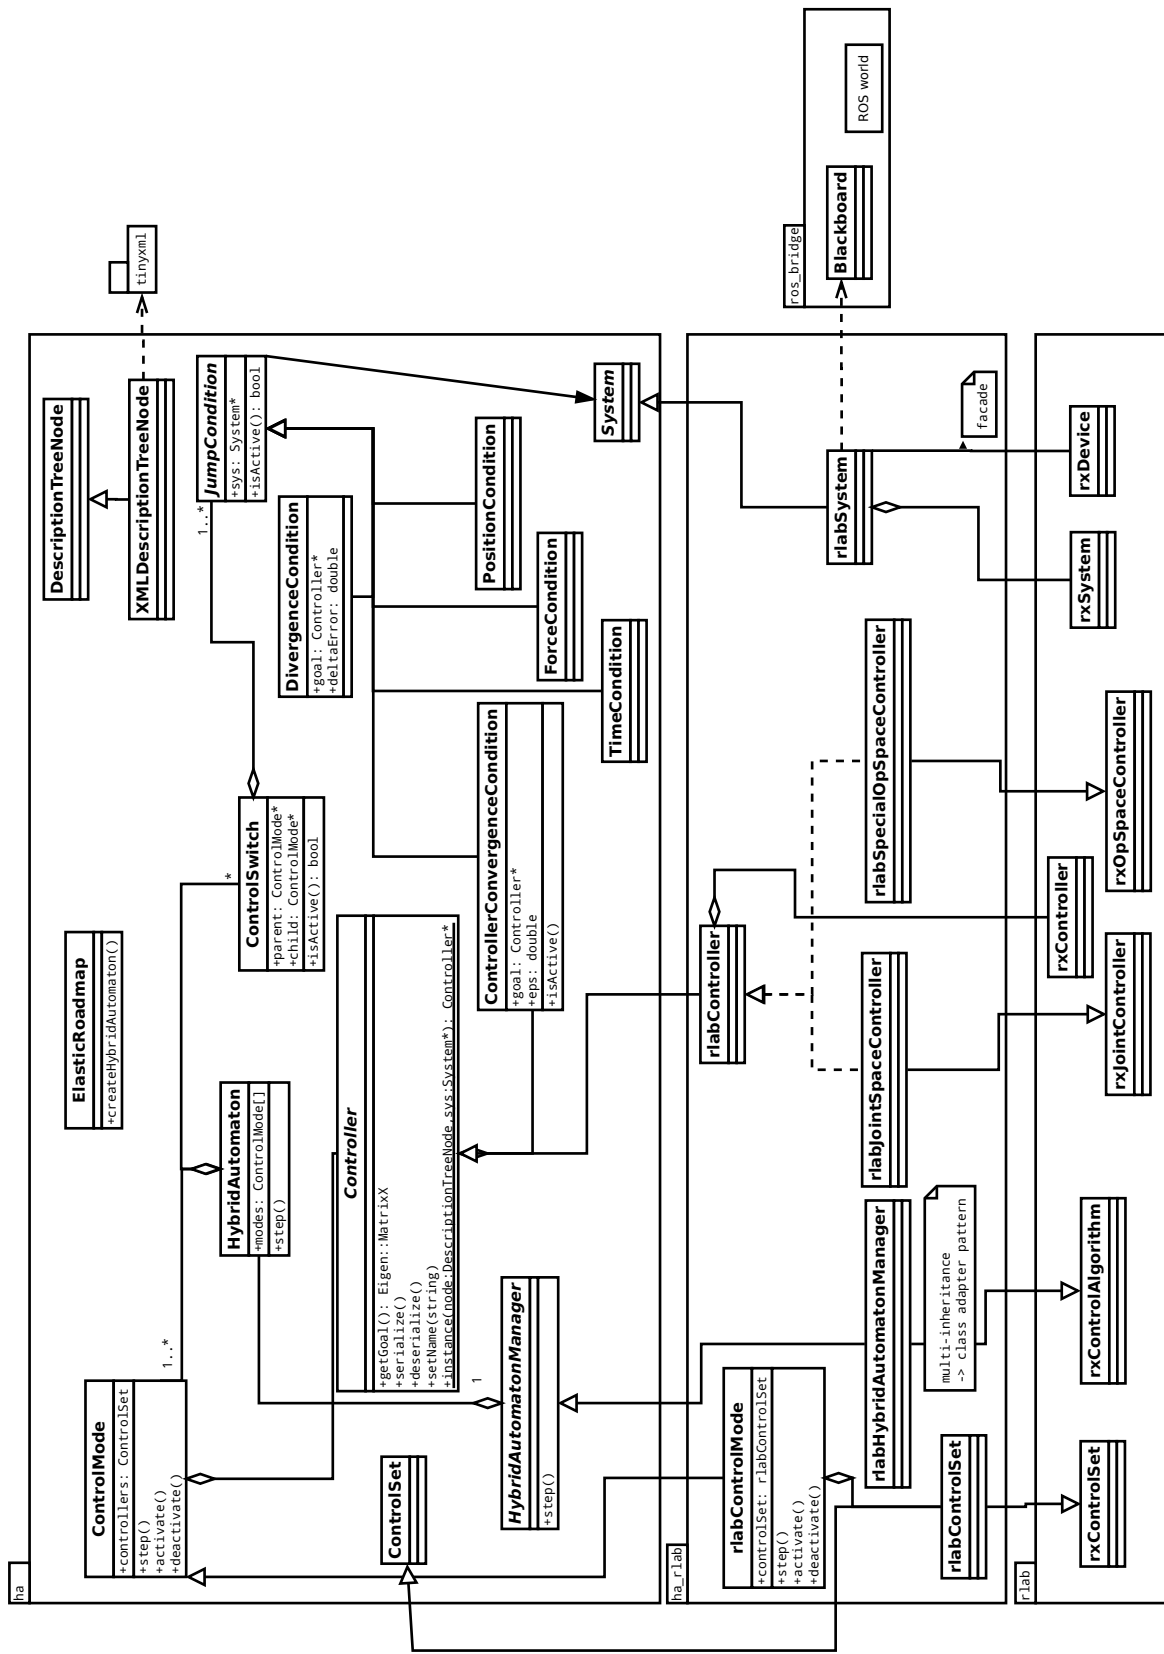 ha
ControlMode
+controllers: ControlSet
+step()
+activate()
+deactivate()
1..*
HybridAutomaton
+modes: ControlMode[]
+step()
ElasticRoadmap
+createHybridAutomaton()
*
ControlSwitch
+parent: ControlMode*
+child: ControlMode*
+isActive(): bool
1..*
DescriptionTreeNode
XMLDescriptionTreeNode
tinyxml
JumpCondition
+sys: System*
+isActive(): bool
Controller
+getGoal(): Eigen::MatrixX
+serialize()
+deserialize()
+setName(string)
+instance(node:DescriptionTreeNode,sys:System*): Controller*
DivergenceCondition
+goal: Controller*
+deltaError: double
PositionCondition
ForceCondition
TimeCondition
ControllerConvergenceCondition
+goal: Controller*
+eps: double
+isActive()
System
ControlSet
1
HybridAutomatonManager
+step()
ha_rlab
rlabControlMode
+controlSet: rlabControlSet
+step()
+activate()
+deactivate()
rlabHybridAutomatonManager
multi-inheritance
-> class adapter pattern
rlabControlSet
rlabController
rlabJointSpaceController
rlabSpecialOpSpaceController
rlabSystem
facade
ros_bridge
Blackboard
ROS world
rlab
rxControlSet
rxControlAlgorithm
rxJointController
rxController
rxOpSpaceController
rxSystem
rxDevice